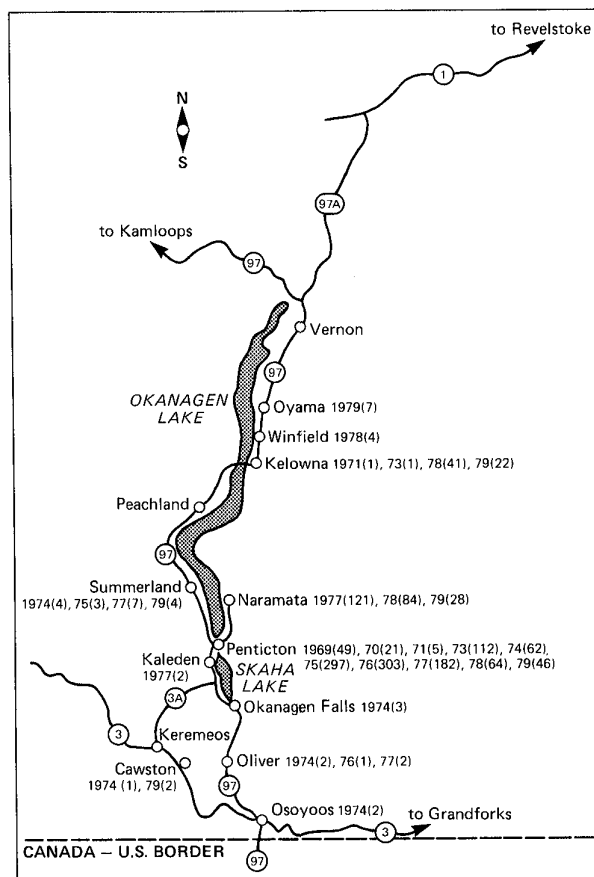 to Revelstoke
1
N
S
97A
to Kamloops
97
Vernon
97
OKANAGEN
LAKE
Oyama 1979(7)
Winfield 1978(4)
Kelowna 1971(1), 73(1), 78(41), 79(22)
Peachland
97
Summerland
1974(4), 75(3), 77(7), 79(4)
Naramata 1977(121), 78(84), 79(28)
Penticton 1969(49), 70(21), 71(5), 73(112), 74(62),
75(297), 76(303), 77(182), 78(64), 79(46)
Kaleden
1977(2)
SKAHA
LAKE
3A
Okanagen Falls 1974(3)
3
Keremeos
Cawston
1974 (1), 79(2)
Oliver 1974(2), 76(1), 77(2)
97
Osoyoos 1974(2)
to Grandforks
3
CANADA – U.S. BORDER
97